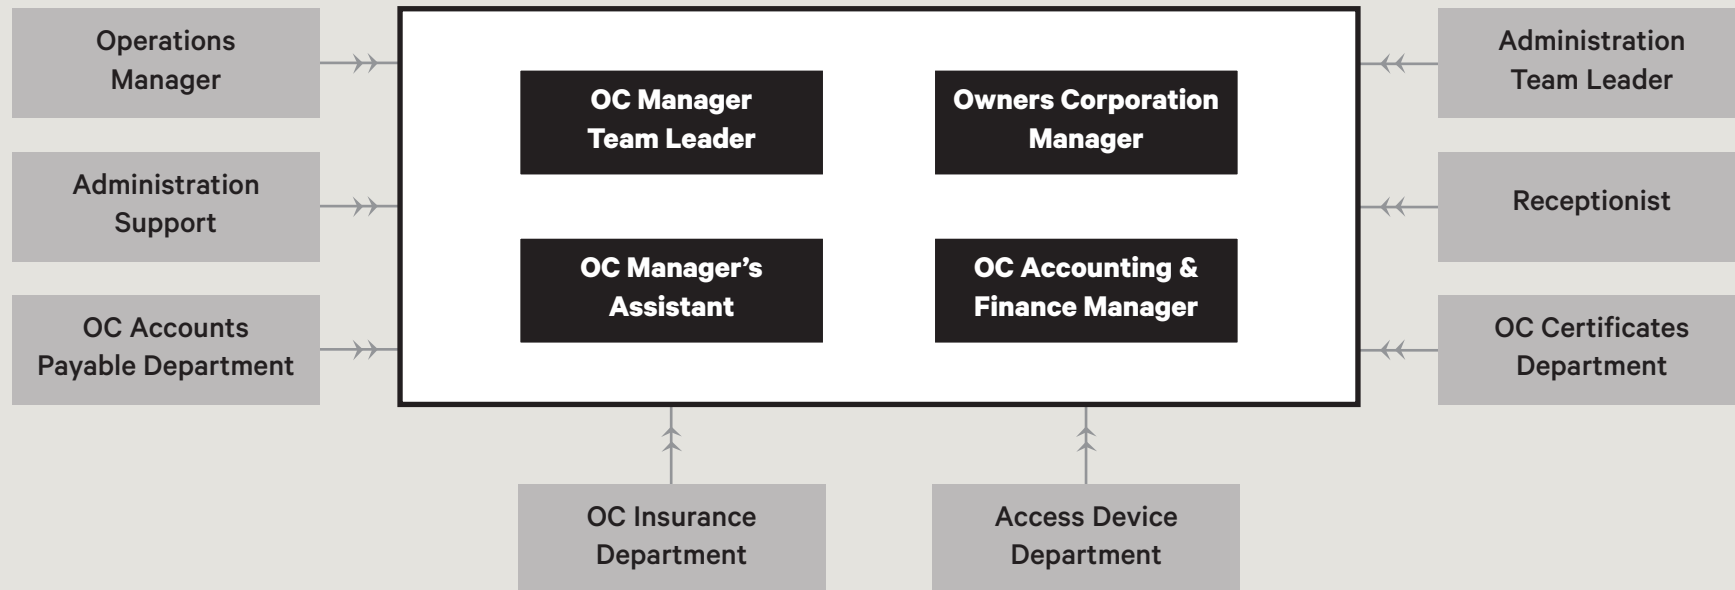 Operations
Manager
Administration
Support
OC Accounts
Payable Department
OC Manager
Team Leader
Owners Corporation
Manager
OC Manager’s
Assistant
OC Accounting &
Finance Manager
Administration
Team Leader
Receptionist
OC Certificates
Department
OC Insurance
Department
Access Device
Department